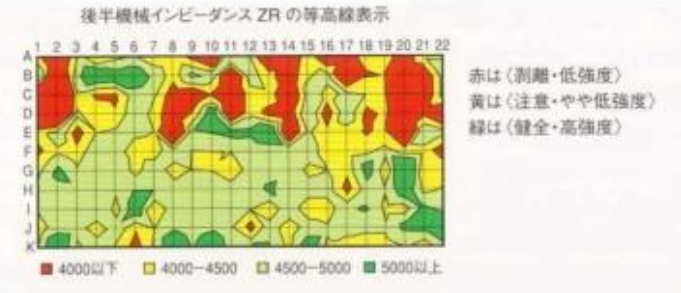 後半機械インピーダンス ZR の等高線表示
1 2 3 4 5 6 7 8 9 10 11 12 13 14 15 16 17 18 19 20 21 22
A
B
C
D
E
F
G
H
I
J
K
赤は〈剥離・低強度〉
黄は〈注意・やや低強度〉
緑は〈健全・高強度〉
4000以下 4000−4500 4500−5000 5000以上